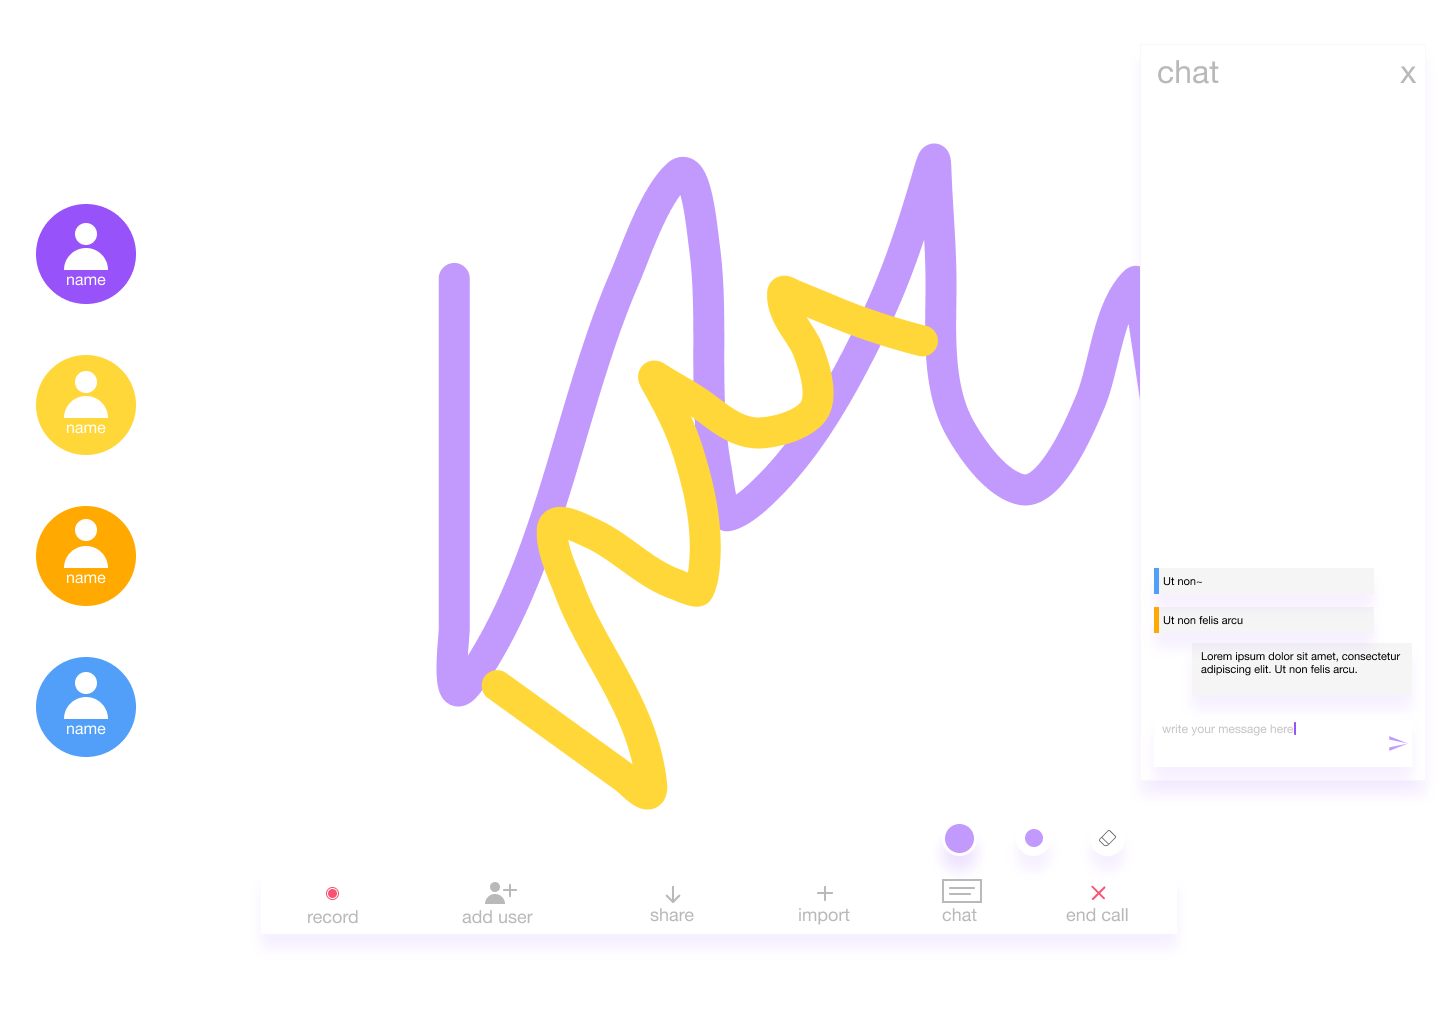 chat
x
name
name
name
name
Ut non~
Ut non felis arcu
Lorem ipsum dolor sit amet, consectetur
adipiscing elit. Ut non felis arcu.
write your message here
record
add user
share
import
chat
end call